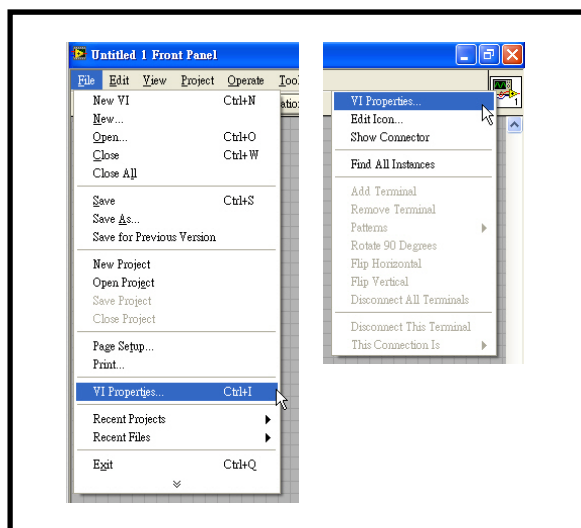 Untitled 1 Front Panel
File Edit View Project Operate
New VI Ctrl+N
New...
Open... Ctrl+O
Close Ctrl+W
Close All
Save Ctrl+S
Save As...
Save for Previous Version
New Project
Open Project
Save Project
Close Project
Page Setup...
Print...
VI Properties... Ctrl+I
Recent Projects
Recent Files
Exit Ctrl+Q
1
VI Properties...
Edit Icon...
Show Connector
Find All Instances
Add Terminal
Remove Terminal
Patterns
Rotate 90 Degrees
Flip Horizontal
Flip Vertical
Disconnect All Terminals
Disconnect This Terminal
This Connection Is